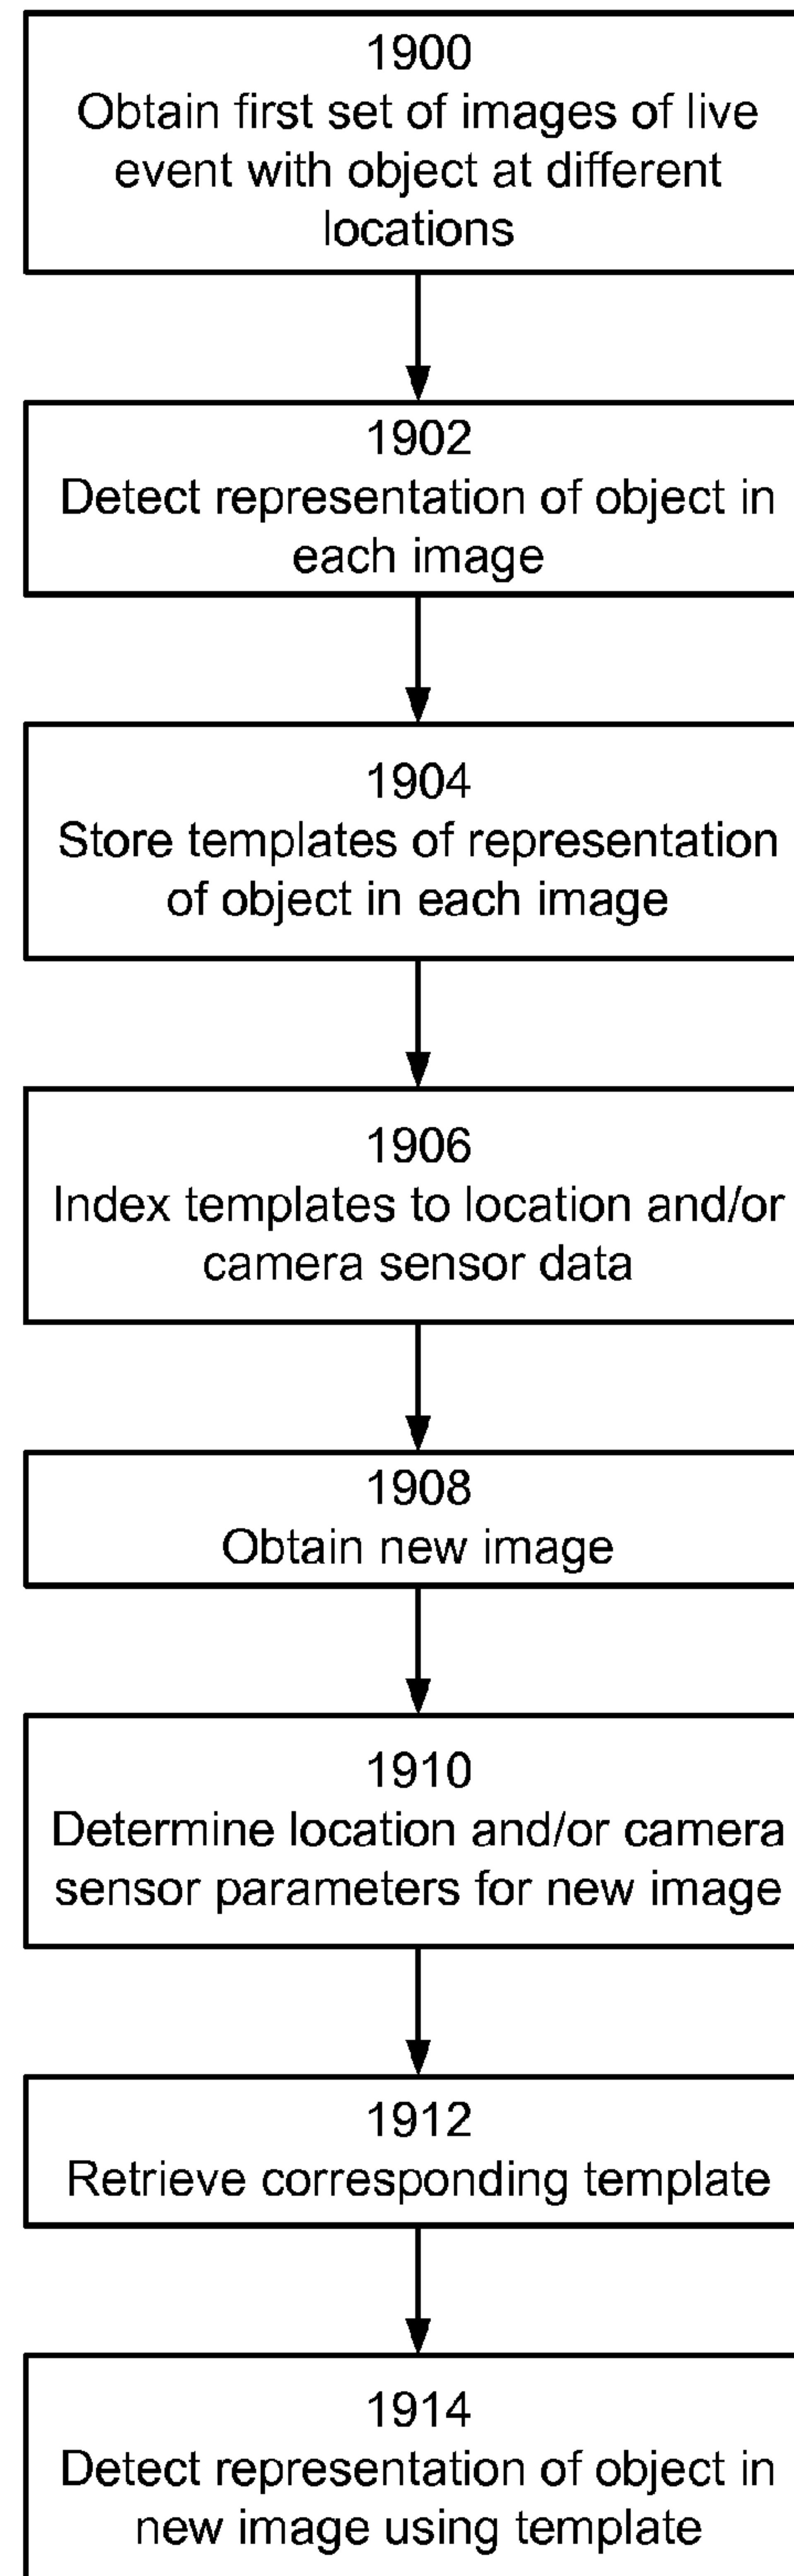 1900
Obtain first set of images of live
event with object at different
locations
1902
Detect representation of object in
each image
1904
Store templates of representation
of object in each image
1906
Index templates to location and/or
camera sensor data
1908
Obtain new image
1910
Determine location and/or camera
sensor parameters for new image
1912
Retrieve corresponding template
1914
Detect representation of object in
new image using template